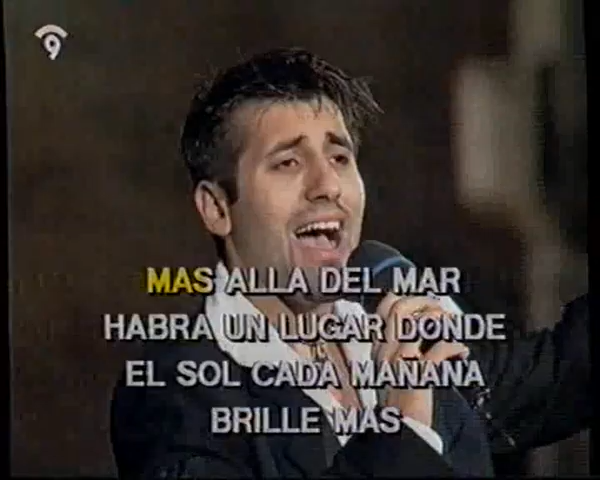 9
MAS ALLA DEL MAR
HABRA UN LUGAR DONDE
EL SOL CADA MAÑANA
BRILLE MAS